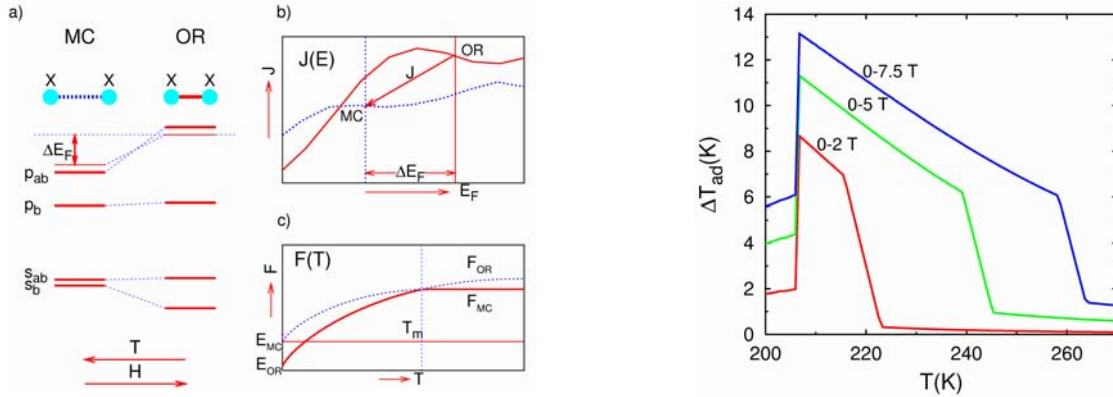 a)
MC
OR
X X
X X
ΔE_F
p_ab
p_b
s_ab
s_b
T
H
b)
J(E)
J
OR
J
MC
ΔE_F
E_F
c)
F(T)
F
F_OR
F_MC
T_m
E_MC
E_OR
T
ΔT_ad(K)
14
12
10
8
6
4
2
0
0-7.5 T
0-5 T
0-2 T
200 220 240 260
T(K)